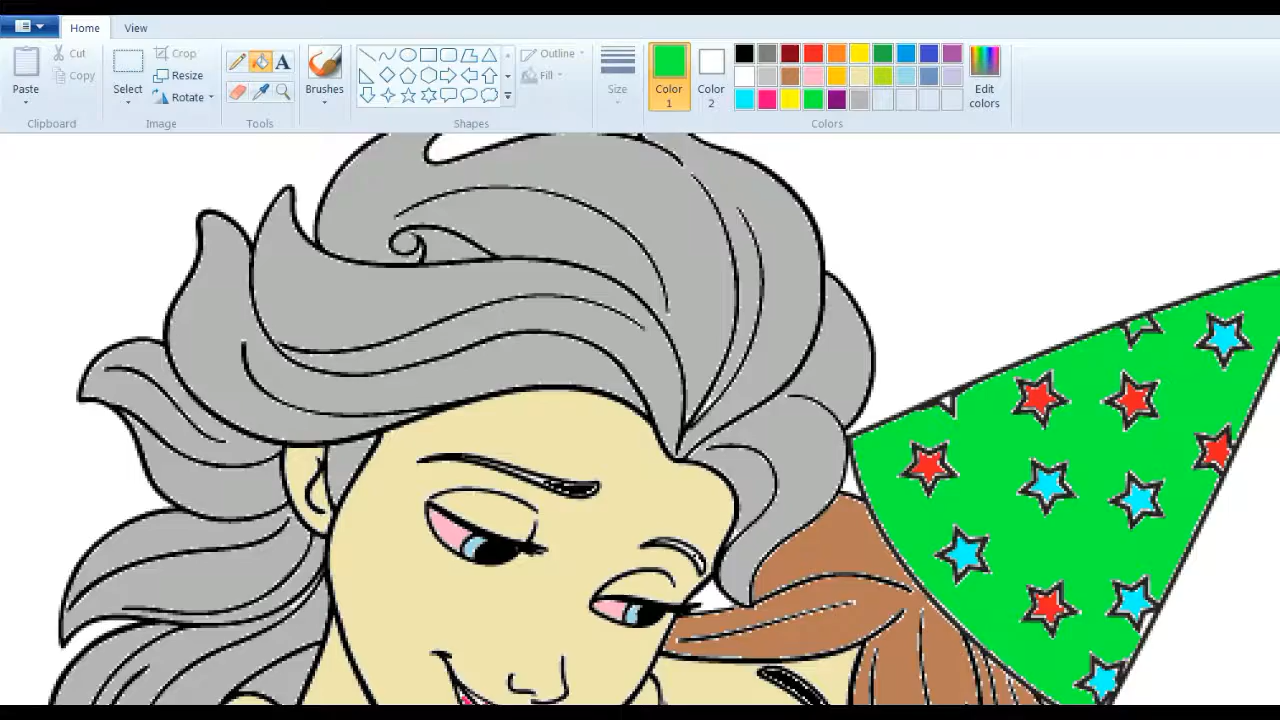 Home View
Cut
Copy
Paste
Clipboard
Crop
Resize
Rotate
Select
Image
A
Tools
Brushes
Outline
Fill
Shapes
Size
Color 1
Color 2
Edit colors
Colors